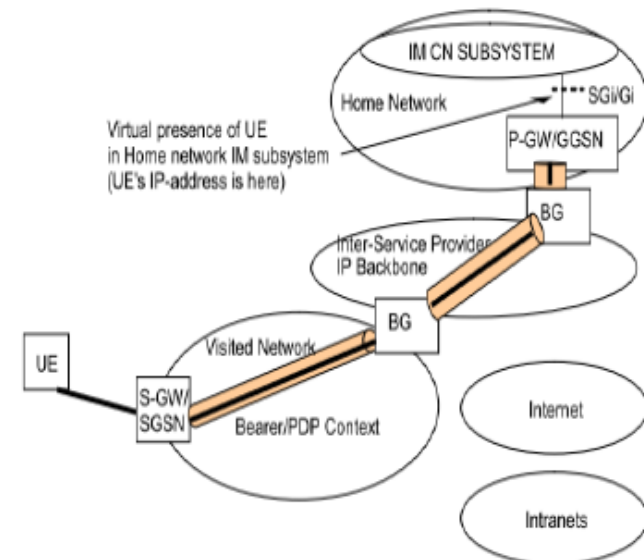 IM CN SUBSYSTEM
Home Network
SGi/Gi
Virtual presence of UE
in Home network IM subsystem
(UE's IP-address is here)
P-GW/GGSN
BG
Inter-Service Provider
IP Backbone
BG
Visited Network
UE
S-GW/
SGSN
Bearer/PDP Context
Internet
Intranets